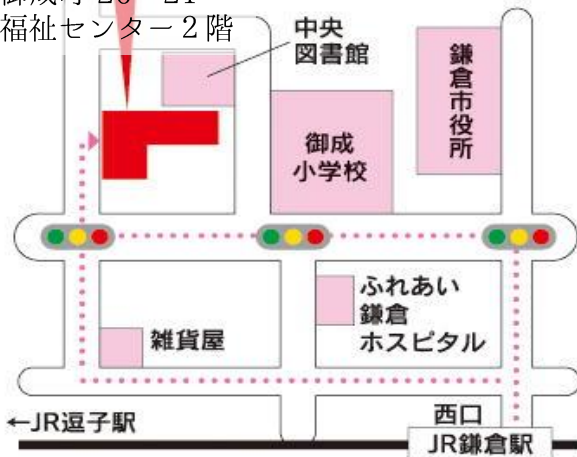 福祉センター２階
中央
図書館
鎌倉市役所
御成
小学校
ふれあい
鎌倉
ホスピタル
雑貨屋
←JR逗子駅
西口
JR鎌倉駅